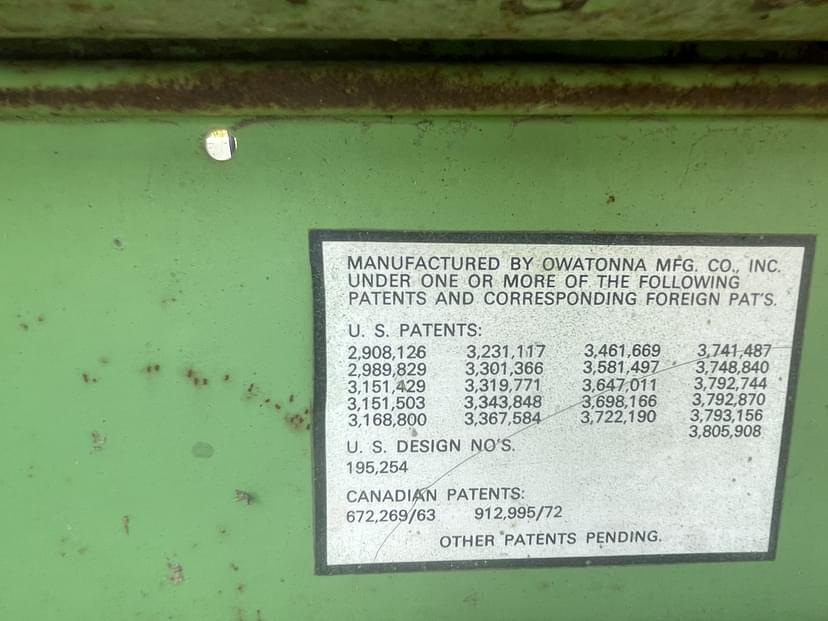 MANUFACTURED BY OWATONNA MFG. CO., INC.
UNDER ONE OR MORE OF THE FOLLOWING
PATENTS AND CORRESPONDING FOREIGN PAT'S.
U. S. PATENTS:
2,908,126 3,231,117 3,461,669 3,741,487
2,989,829 3,301,366 3,581,497 3,748,840
3,151,429 3,319,771 3,647,011 3,792,744
3,151,503 3,343,848 3,698,166 3,792,870
3,168,800 3,367,584 3,722,190 3,793,156
3,805,908
U. S. DESIGN NO'S.
195,254
CANADIAN PATENTS:
672,269/63 912,995/72
OTHER PATENTS PENDING.